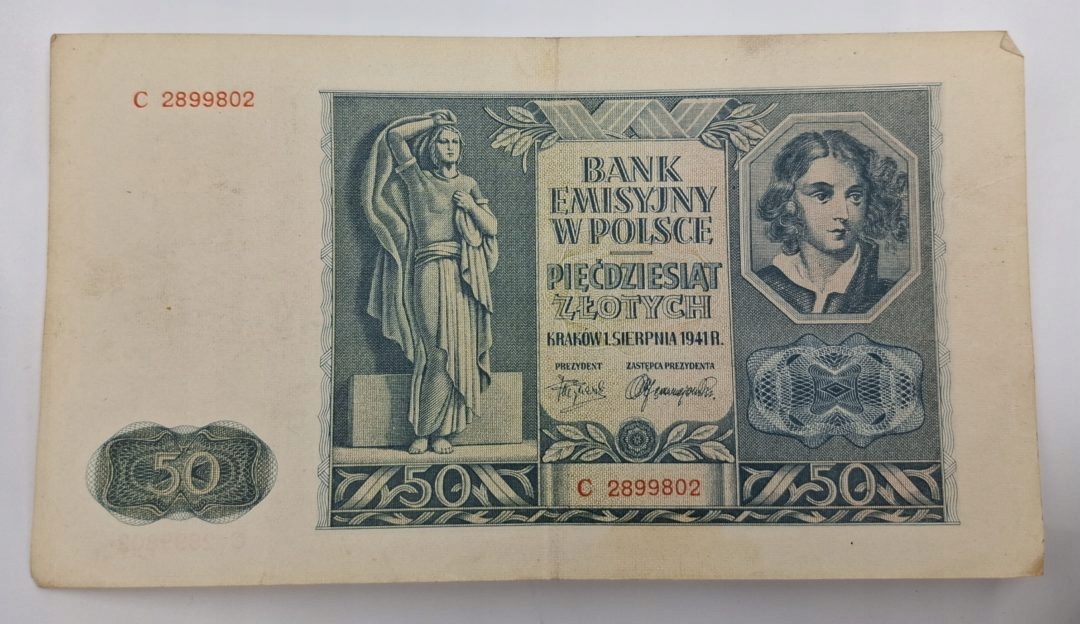 C 2899802
BANK
EMISYJNY
W POLSCE
PIĘĆDZIESIĄT
ZŁOTYCH
KRAKÓW 1. SIERPNIA 1941 R.
PREZYDENT ZASTĘPCA PREZYDENTA
50
50
C 2899802
50